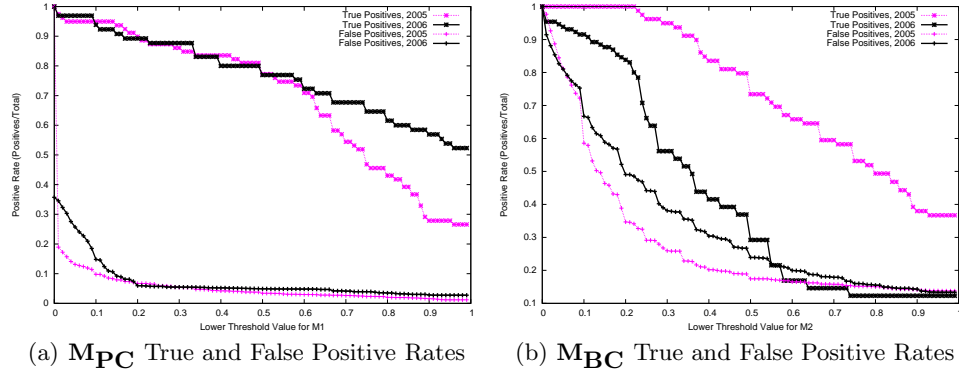 True Positives, 2005
True Positives, 2006
False Positives, 2005
False Positives, 2006
Positive Rate (Positives/Total)
1
0.9
0.8
0.7
0.6
0.5
0.4
0.3
0.2
0.1
0
0 0.1 0.2 0.3 0.4 0.5 0.6 0.7 0.8 0.9 1
Lower Threshold Value for M1
(a) MPC True and False Positive Rates
True Positives, 2005
True Positives, 2006
False Positives, 2005
False Positives, 2006
Positive Rate (Positives/Total)
1
0.9
0.8
0.7
0.6
0.5
0.4
0.3
0.2
0.1
0 0.1 0.2 0.3 0.4 0.5 0.6 0.7 0.8 0.9 1
Lower Threshold Value for M2
(b) MBC True and False Positive Rates